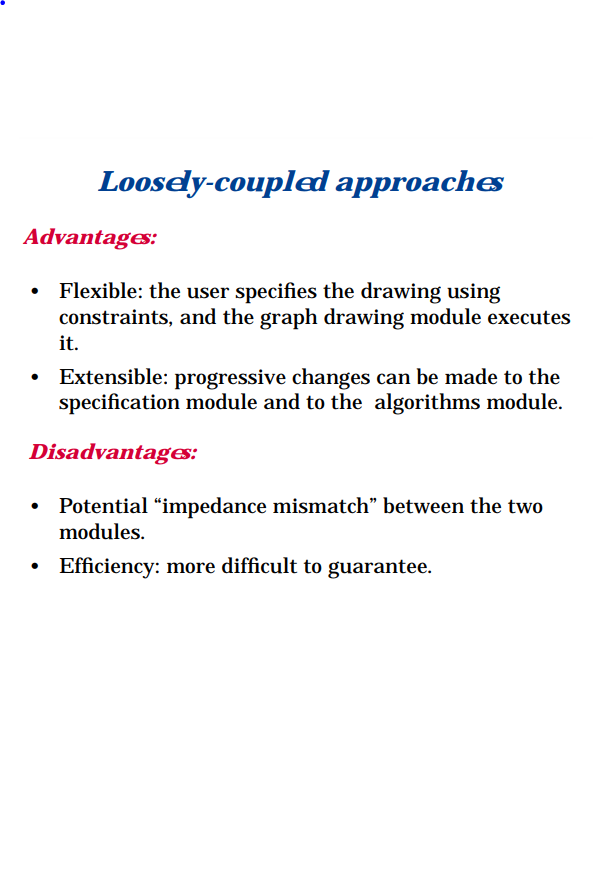 Loosely-coupled approaches
Advantages:
• Flexible: the user specifies the drawing using
constraints, and the graph drawing module executes
it.
• Extensible: progressive changes can be made to the
specification module and to the  algorithms module.
Disadvantages:
• Potential “impedance mismatch” between the two
modules.
• Efficiency: more difficult to guarantee.